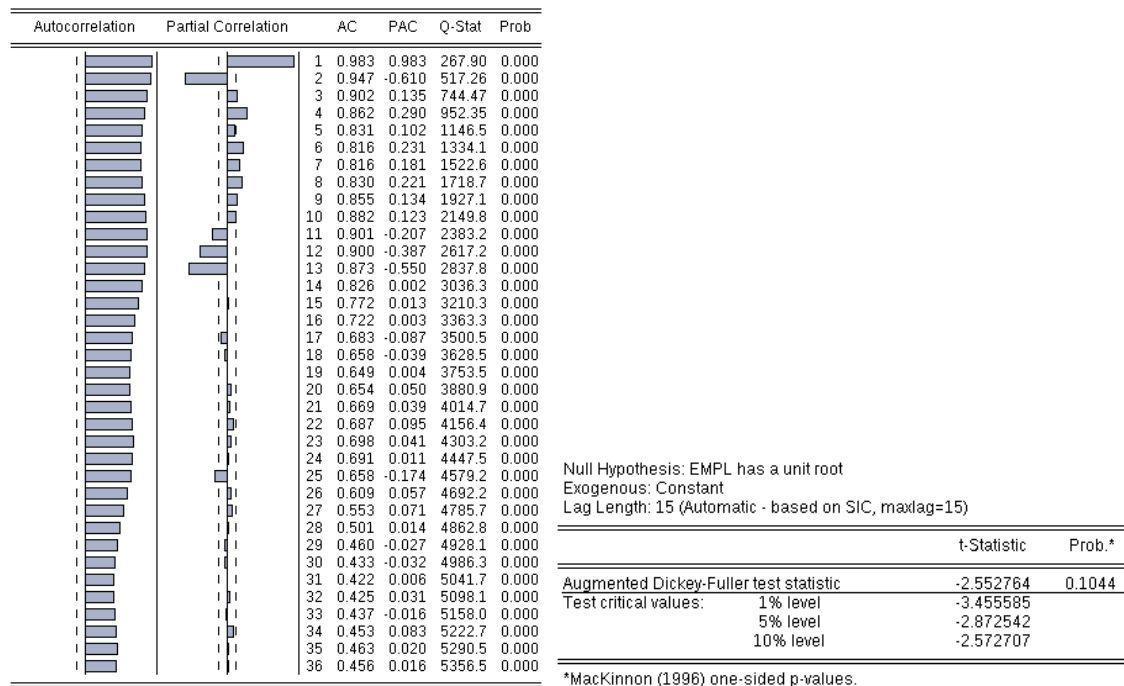 Autocorrelation Partial Correlation AC PAC Q-Stat Prob
1 0.983 0.983 267.90 0.000
2 0.947 -0.610 517.26 0.000
3 0.902 0.135 744.47 0.000
4 0.862 0.290 952.35 0.000
5 0.831 0.102 1146.5 0.000
6 0.816 0.231 1334.1 0.000
7 0.816 0.181 1522.6 0.000
8 0.830 0.221 1718.7 0.000
9 0.855 0.134 1927.1 0.000
10 0.882 0.123 2149.8 0.000
11 0.901 -0.207 2383.2 0.000
12 0.900 -0.387 2617.2 0.000
13 0.873 -0.550 2837.8 0.000
14 0.826 0.002 3036.3 0.000
15 0.772 0.013 3210.3 0.000
16 0.722 0.003 3363.3 0.000
17 0.683 -0.087 3500.5 0.000
18 0.658 -0.039 3628.5 0.000
19 0.649 0.004 3753.5 0.000
20 0.654 0.050 3880.9 0.000
21 0.669 0.039 4014.7 0.000
22 0.687 0.095 4156.4 0.000
23 0.698 0.041 4303.2 0.000
24 0.691 0.011 4447.5 0.000
25 0.658 -0.174 4579.2 0.000
26 0.609 0.057 4692.2 0.000
27 0.553 0.071 4785.7 0.000
28 0.501 0.014 4862.8 0.000
29 0.460 -0.027 4928.1 0.000
30 0.433 -0.032 4986.3 0.000
31 0.422 0.006 5041.7 0.000
32 0.425 0.031 5098.1 0.000
33 0.437 -0.016 5158.0 0.000
34 0.453 0.083 5222.7 0.000
35 0.463 0.020 5290.5 0.000
36 0.456 0.016 5356.5 0.000
Null Hypothesis: EMPL has a unit root
Exogenous: Constant
Lag Length: 15 (Automatic - based on SIC, maxlag=15)
t-Statistic Prob.*
Augmented Dickey-Fuller test statistic -2.552764 0.1044
Test critical values: 1% level -3.455585
5% level -2.872542
10% level -2.572707
*MacKinnon (1996) one-sided p-values.